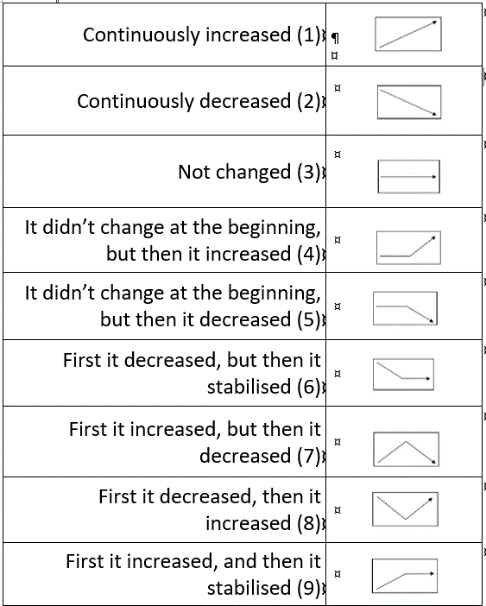 Continuously increased (1)
Continuously decreased (2)
Not changed (3)
It didn’t change at the beginning,
but then it increased (4)
It didn’t change at the beginning,
but then it decreased (5)
First it decreased, but then it
stabilised (6)
First it increased, but then it
decreased (7)
First it decreased, then it
increased (8)
First it increased, and then it
stabilised (9)